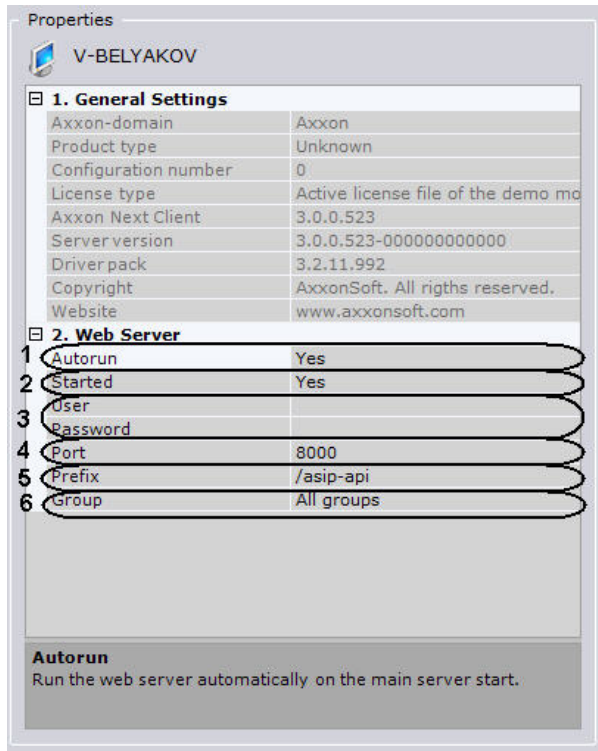 Properties
V-BELYAKOV
1. General Settings
Axxon-domain Axxon
Product type Unknown
Configuration number 0
License type Active license file of the demo mo
Axxon Next Client 3.0.0.523
Server version 3.0.0.523-000000000000
Driver pack 3.2.11.992
Copyright AxxonSoft. All rigths reserved.
Website www.axxonsoft.com
2. Web Server
1 Autorun Yes
2 Started Yes
3 User
Password
4 Port 8000
5 Prefix /asip-api
6 Group All groups
Autorun
Run the web server automatically on the main server start.